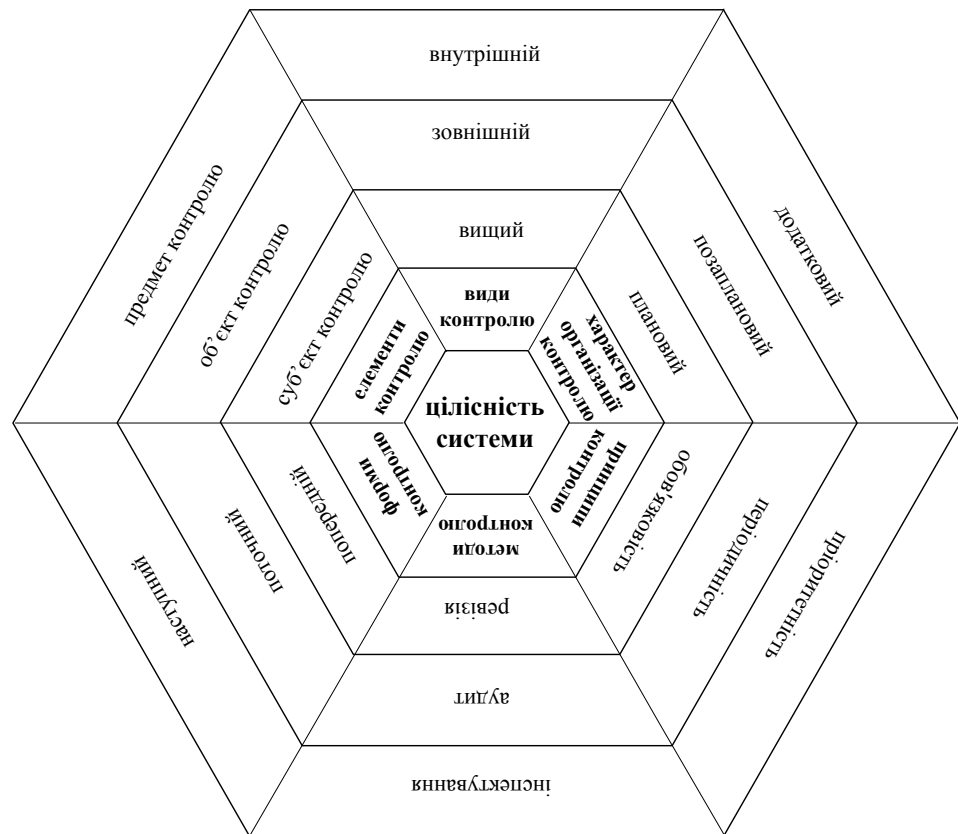 внутрішній
зовнішній
вищий
види
контролю
додатковий
позаплановий
плановий
характер
організації
контролю
пріоритетність
періодичність
обов'язковість
принципи
контролю
інспектування
аудит
ревізія
методи
контролю
наступний
поточний
попередній
форми
контролю
предмет контролю
об’єкт контролю
суб’єкт контролю
елементи
контролю
цілісність
системи